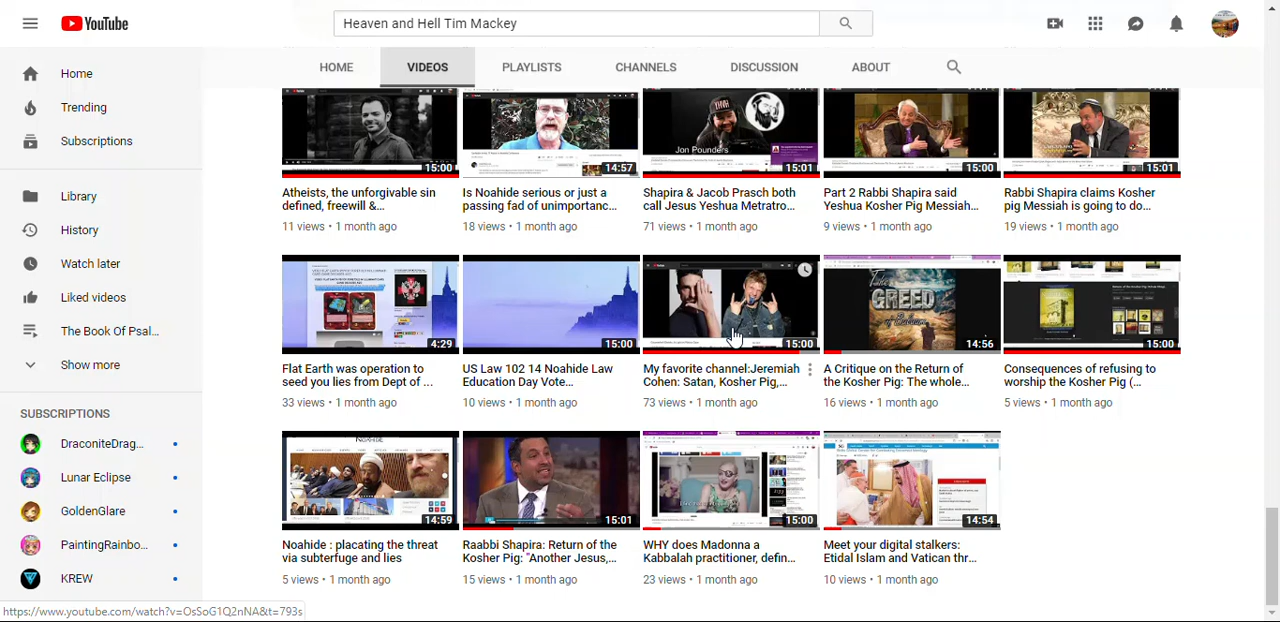 YouTube
Heaven and Hell Tim Mackey
HOME VIDEOS PLAYLISTS CHANNELS DISCUSSION ABOUT
Home
Trending
Subscriptions
Library
History
Watch later
Liked videos
The Book Of Psal...
Show more
SUBSCRIPTIONS
DraconiteDrag...
Lunar Eclipse
GoldenGlare
PaintingRainbo...
KREW
15:00
Atheists, the unforgivable sin
defined, freewill &...
11 views • 1 month ago
14:57
Is Noahide serious or just a
passing fad of unimportanc...
18 views • 1 month ago
Jon Pounders
15:01
Shapira & Jacob Prasch both
call Jesus Yeshua Metratro...
71 views • 1 month ago
15:00
Part 2 Rabbi Shapira said
Yeshua Kosher Pig Messiah...
9 views • 1 month ago
15:01
Rabbi Shapira claims Kosher
pig Messiah is going to do...
19 views • 1 month ago
4:29
Flat Earth was operation to
seed you lies from Dept of ...
33 views • 1 month ago
15:00
US Law 102 14 Noahide Law
Education Day Vote...
10 views • 1 month ago
15:00
My favorite channel:Jeremiah
Cohen: Satan, Kosher Pig,...
73 views • 1 month ago
GREED
14:56
A Critique on the Return of
the Kosher Pig: The whole...
16 views • 1 month ago
15:00
Consequences of refusing to
worship the Kosher Pig (...
5 views • 1 month ago
NOAHIDE
14:59
Noahide : placating the threat
via subterfuge and lies
5 views • 1 month ago
15:01
Raabbi Shapira: Return of the
Kosher Pig: "Another Jesus,...
15 views • 1 month ago
15:00
WHY does Madonna a
Kabbalah practitioner, defin...
23 views • 1 month ago
14:54
Meet your digital stalkers:
Etidal Islam and Vatican thr...
10 views • 1 month ago
https://www.youtube.com/watch?v=OsSoG1Q2nNA&t=793s